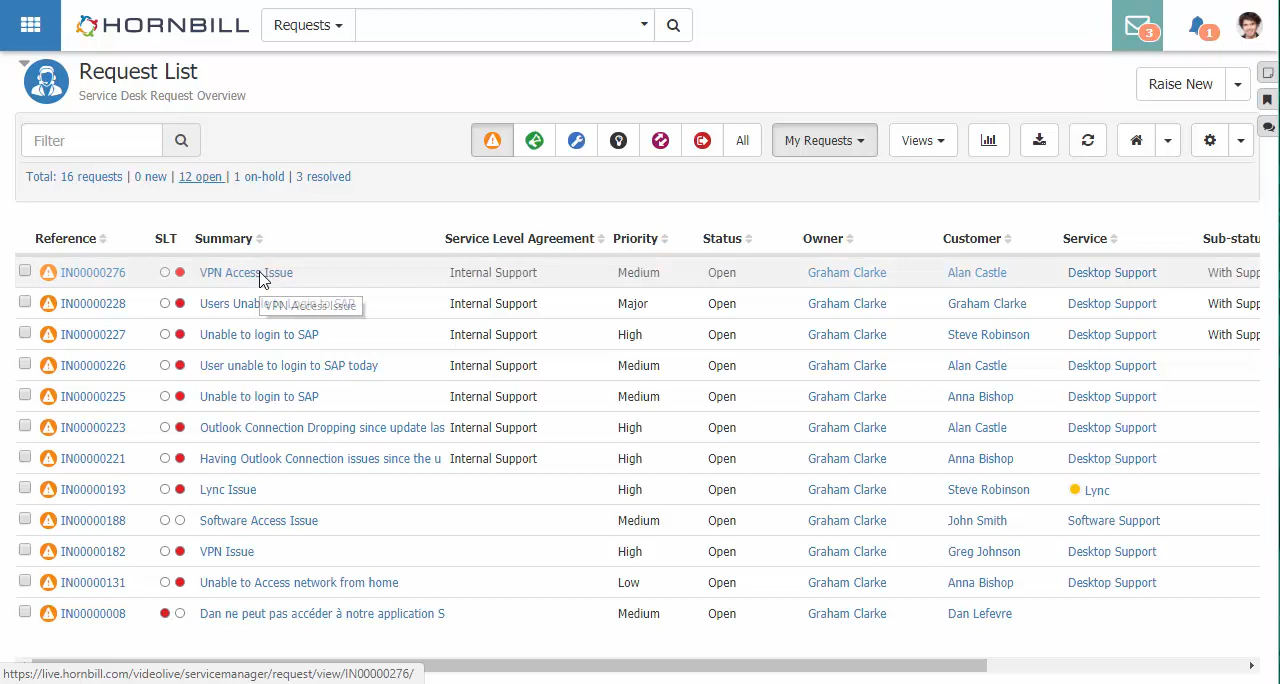 HORNBILL Requests 3 1
Request List
Service Desk Request Overview
Raise New
Filter All My Requests Views
Total: 16 requests | 0 new | 12 open | 1 on-hold | 3 resolved
Reference SLT Summary Service Level Agreement Priority Status Owner Customer Service Sub-statu
IN00000276 VPN Access Issue Internal Support Medium Open Graham Clarke Alan Castle Desktop Support With Supp
IN00000228 Users Unable to Login to SAP Internal Support Major Open Graham Clarke Graham Clarke Desktop Support With Supp
VPN Access Issue
IN00000227 Unable to login to SAP Internal Support High Open Graham Clarke Steve Robinson Desktop Support With Supp
IN00000226 User unable to login to SAP today Internal Support Medium Open Graham Clarke Alan Castle Desktop Support
IN00000225 Unable to login to SAP Internal Support Medium Open Graham Clarke Anna Bishop Desktop Support
IN00000223 Outlook Connection Dropping since update las Internal Support High Open Graham Clarke Alan Castle Desktop Support
IN00000221 Having Outlook Connection issues since the u Internal Support High Open Graham Clarke Anna Bishop Desktop Support
IN00000193 Lync Issue High Open Graham Clarke Steve Robinson Lync
IN00000188 Software Access Issue Medium Open Graham Clarke John Smith Software Support
IN00000182 VPN Issue High Open Graham Clarke Greg Johnson Desktop Support
IN00000131 Unable to Access network from home Low Open Graham Clarke Anna Bishop Desktop Support
IN00000008 Dan ne peut pas accéder à notre application S Medium Open Graham Clarke Dan Lefevre
https://live.hornbill.com/videolive/servicemanager/request/view/IN00000276/